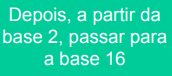 Depois, a partir da
base 2, passar para
a base 16